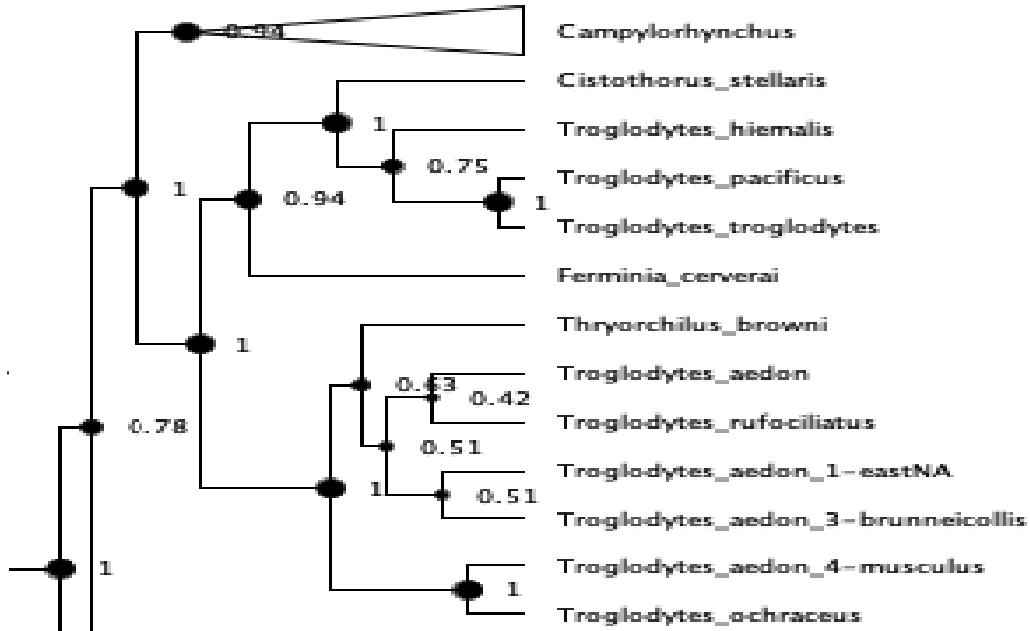 0.94 Campylorhynchus
Cistothorus_stellaris
1
Troglodytes_hiemalis
0.75
Troglodytes_pacificus
1 0.94 1
Troglodytes_troglodytes
Ferminia_cerverai
Thryorchilus_browni
1
Troglodytes_aedon
0.63
0.42
Troglodytes_rufociliatus
0.78
0.51
Troglodytes_aedon_1-eastNA
1 0.51
Troglodytes_aedon_3-brunneicollis
1 Troglodytes_aedon_4-musculus
1
Troglodytes_ochraceus